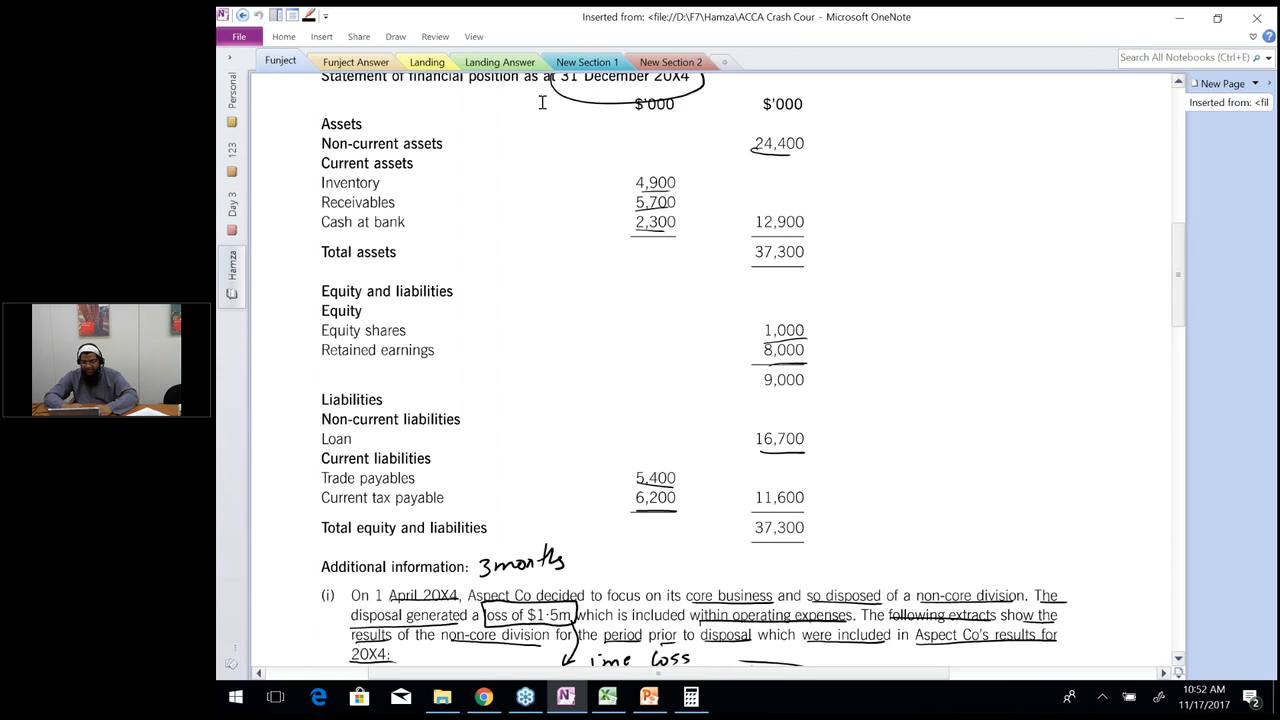 Inserted from: <file://D:\F7\Hamza\ACCA Crash Cour - Microsoft OneNote
File Home Insert Share Draw Review View
Funject Funject Answer Landing Landing Answer New Section 1 New Section 2
Search All Notebooks (Ctrl+E)
New Page
Inserted from: <fil
Personal
123
Day 3
Hamza
Statement of financial position as at 31 December 20X4
$'000 $'000
Assets
Non-current assets 24,400
Current assets
Inventory 4,900
Receivables 5,700
Cash at bank 2,300 12,900
Total assets 37,300
Equity and liabilities
Equity
Equity shares 1,000
Retained earnings 8,000
9,000
Liabilities
Non-current liabilities
Loan 16,700
Current liabilities
Trade payables 5,400
Current tax payable 6,200 11,600
Total equity and liabilities 37,300
Additional information: 3 months
(i) On 1 April 20X4, Aspect Co decided to focus on its core business and so disposed of a non-core division. The
disposal generated a loss of $1·5m which is included within operating expenses. The following extracts show the
results of the non-core division for the period prior to disposal which were included in Aspect Co's results for
20X4:
loss
10:52 AM
11/17/2017
2